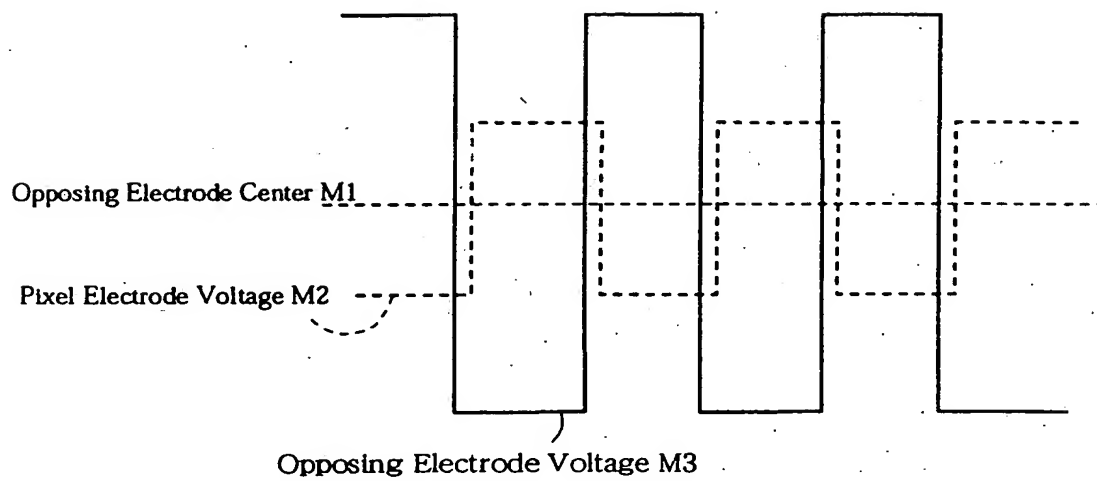 Opposing Electrode Center M1
Pixel Electrode Voltage M2
Opposing Electrode Voltage M3